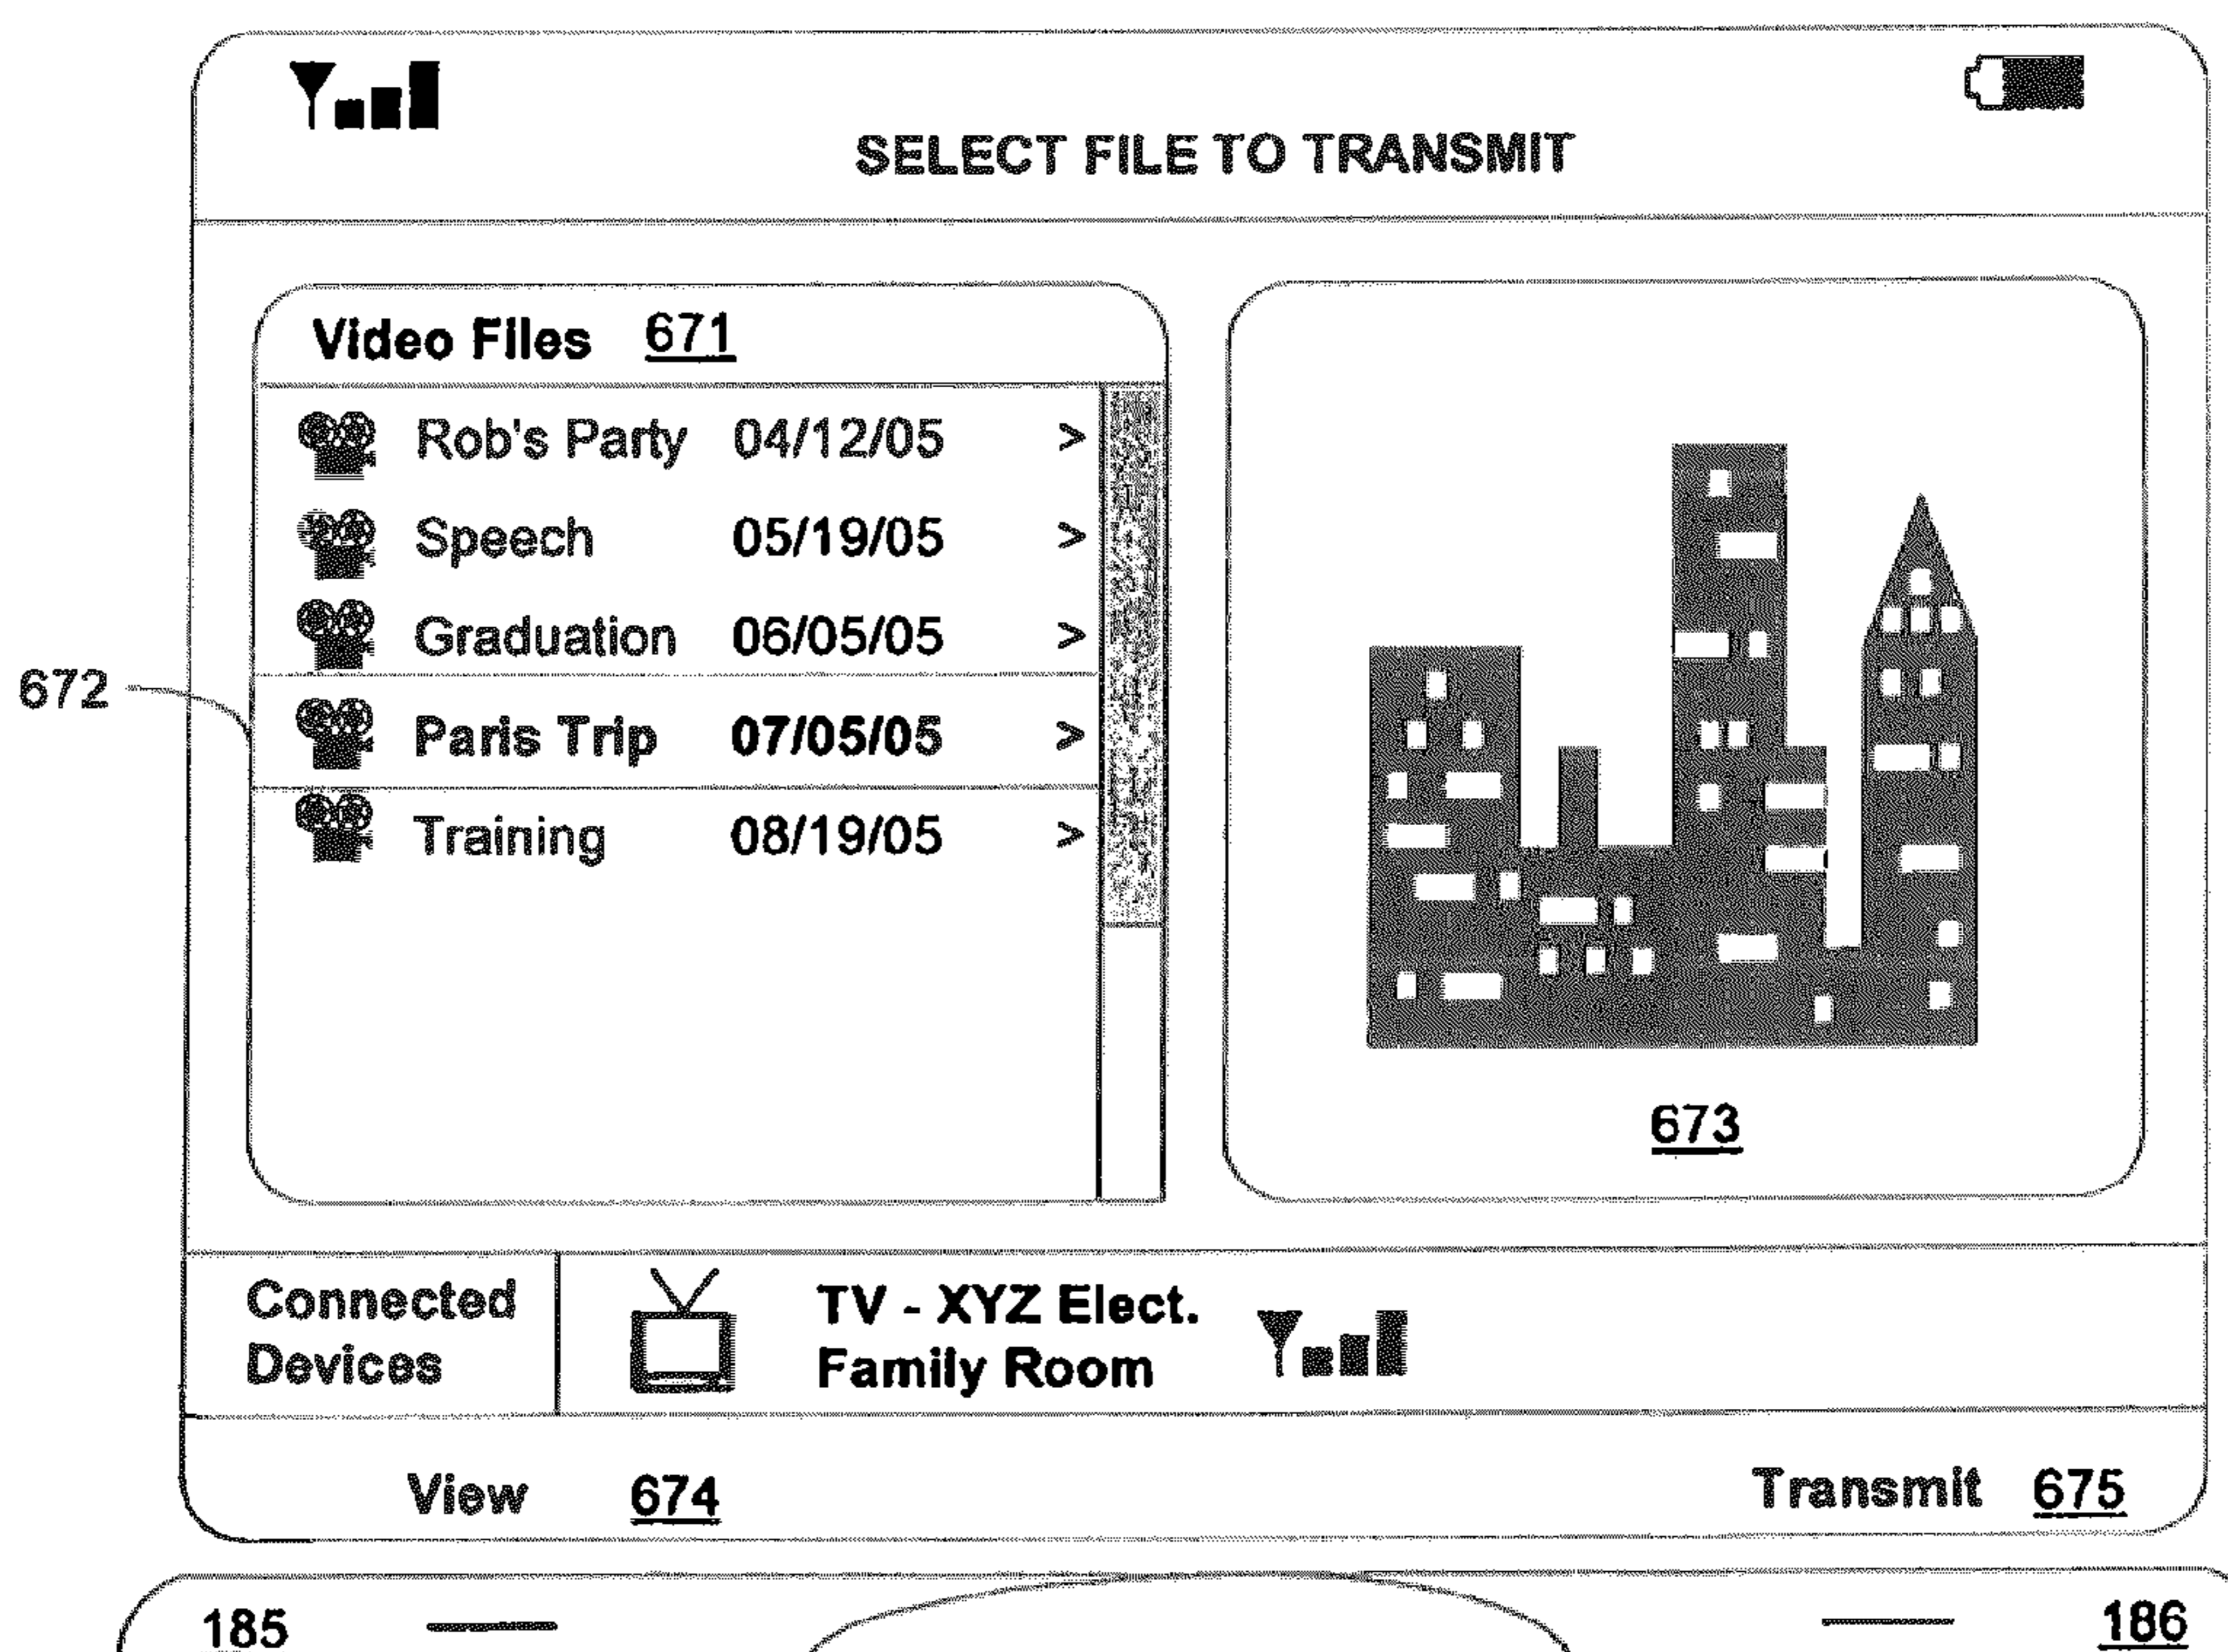 SELECT FILE TO TRANSMIT
Video Files 671
Rob's Party 04/12/05 >
Speech 05/19/05 >
Graduation 06/05/05 >
672
Paris Trip 07/05/05 >
Training 08/19/05 >
673
Connected
Devices
TV - XYZ Elect.
Family Room
View 674
Transmit 675
185
186